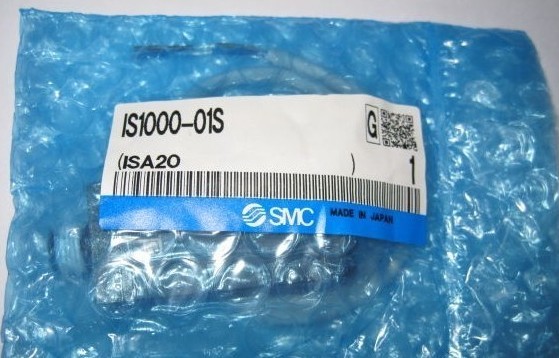 IS1000-01S
G
(ISA20 )
1
SMC MADE IN JAPAN